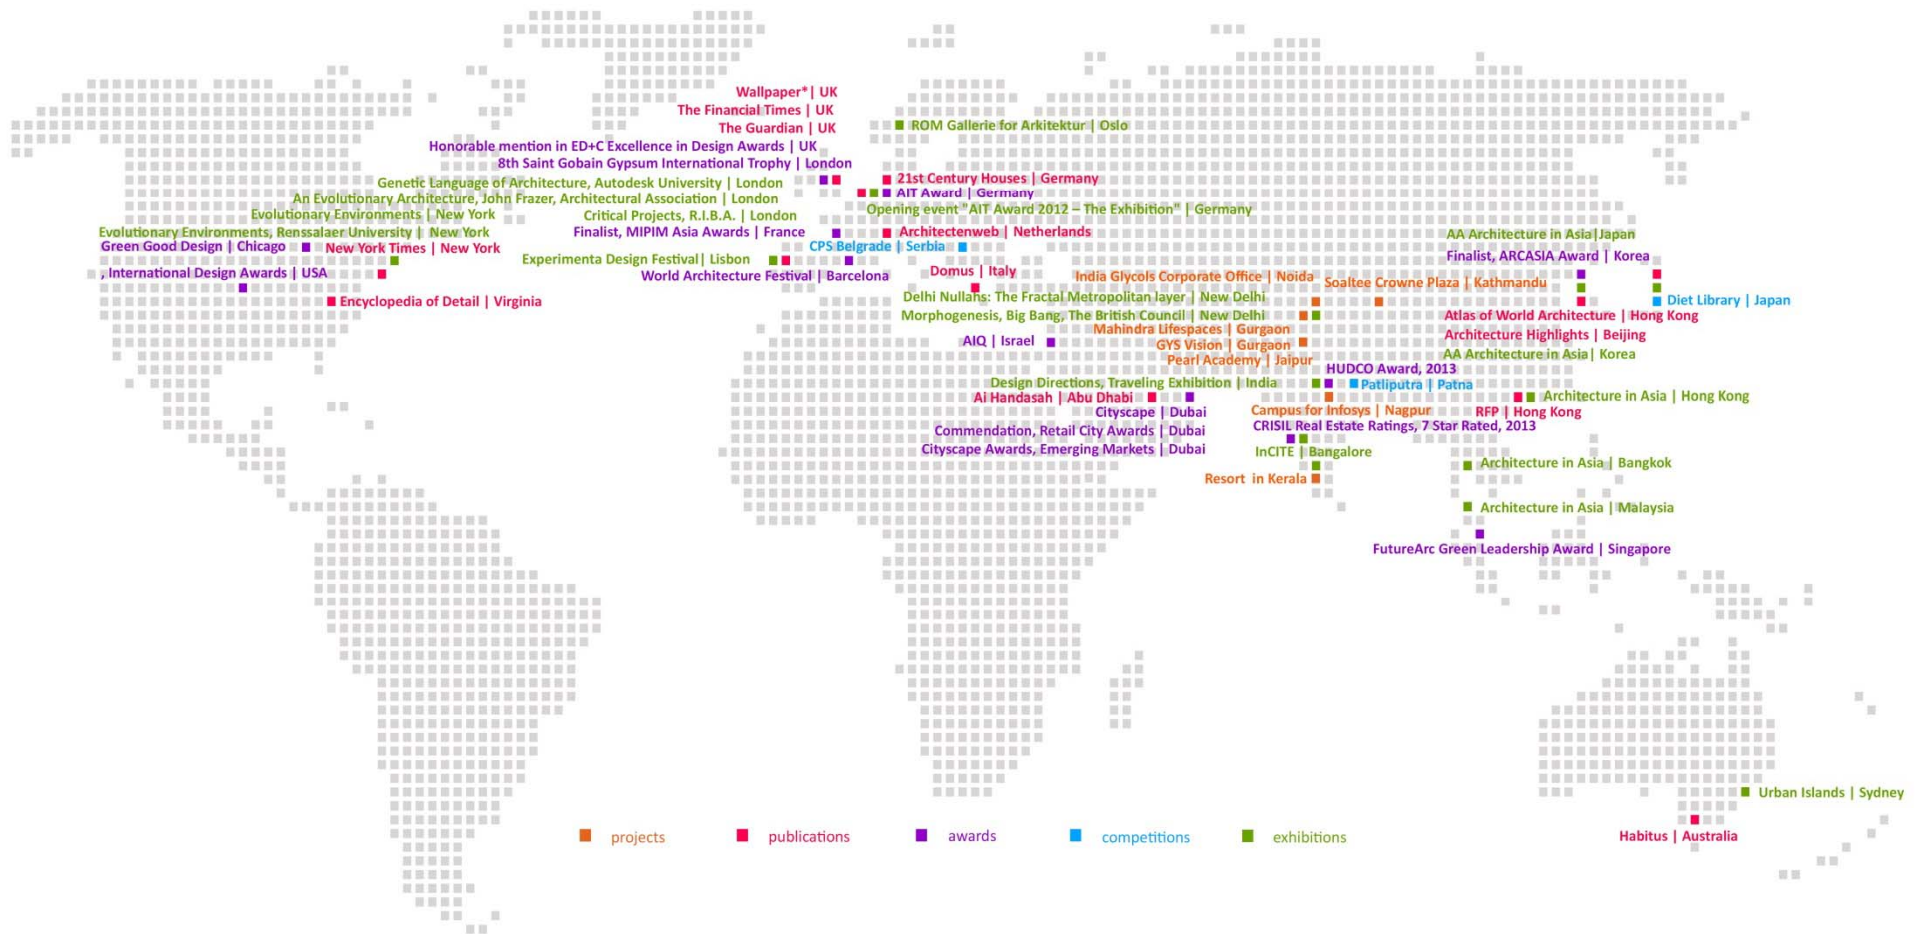 Wallpaper*| UK
The Financial Times | UK
The Guardian | UK
ROM Gallerie for Arkitektur | Oslo
Honorable mention in ED+C Excellence in Design Awards | UK
8th Saint Gobain Gypsum International Trophy | London
Genetic Language of Architecture, Autodesk University | London
21st Century Houses | Germany
An Evolutionary Architecture, John Frazer, Architectural Association | London
AIT Award | Germany
Evolutionary Environments | New York
Critical Projects, R.I.B.A. | London
Opening event "AIT Award 2012 – The Exhibition" | Germany
Evolutionary Environments, Renssalaer University | New York
Finalist, MIPIM Asia Awards | France
Architectenweb | Netherlands
AA Architecture in Asia|Japan
Green Good Design | Chicago
New York Times | New York
CPS Belgrade | Serbia
Finalist, ARCASIA Award | Korea
Experimenta Design Festival| Lisbon
, International Design Awards | USA
World Architecture Festival | Barcelona
Domus | Italy
India Glycols Corporate Office | Noida
Soaltee Crowne Plaza | Kathmandu
Encyclopedia of Detail | Virginia
Delhi Nullahs: The Fractal Metropolitan layer | New Delhi
Diet Library | Japan
Morphogenesis, Big Bang, The British Council | New Delhi
Atlas of World Architecture | Hong Kong
Mahindra Lifespaces | Gurgaon
Architecture Highlights | Beijing
AIQ | Israel
GYS Vision | Gurgaon
AA Architecture in Asia| Korea
Pearl Academy | Jaipur
HUDCO Award, 2013
Design Directions, Traveling Exhibition | India
Patliputra | Patna
Ai Handasah | Abu Dhabi
Architecture in Asia | Hong Kong
Cityscape | Dubai
Campus for Infosys | Nagpur
RFP | Hong Kong
Commendation, Retail City Awards | Dubai
CRISIL Real Estate Ratings, 7 Star Rated, 2013
Cityscape Awards, Emerging Markets | Dubai
InCITE | Bangalore
Architecture in Asia | Bangkok
Resort in Kerala
Architecture in Asia | Malaysia
FutureArc Green Leadership Award | Singapore
Urban Islands | Sydney
Habitus | Australia
projects
publications
awards
competitions
exhibitions